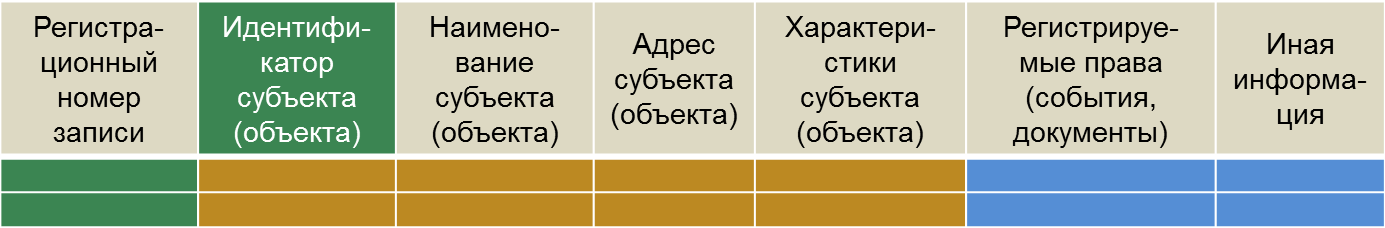 Регистра-
ционный
номер
записи
Идентифи-
катор
субъекта
(объекта)
Наимено-
вание
субъекта
(объекта)
Адрес
субъекта
(объекта)
Характери-
стики
субъекта
(объекта)
Регистрируе-
мые права
(события,
документы)
Иная
информа-
ция